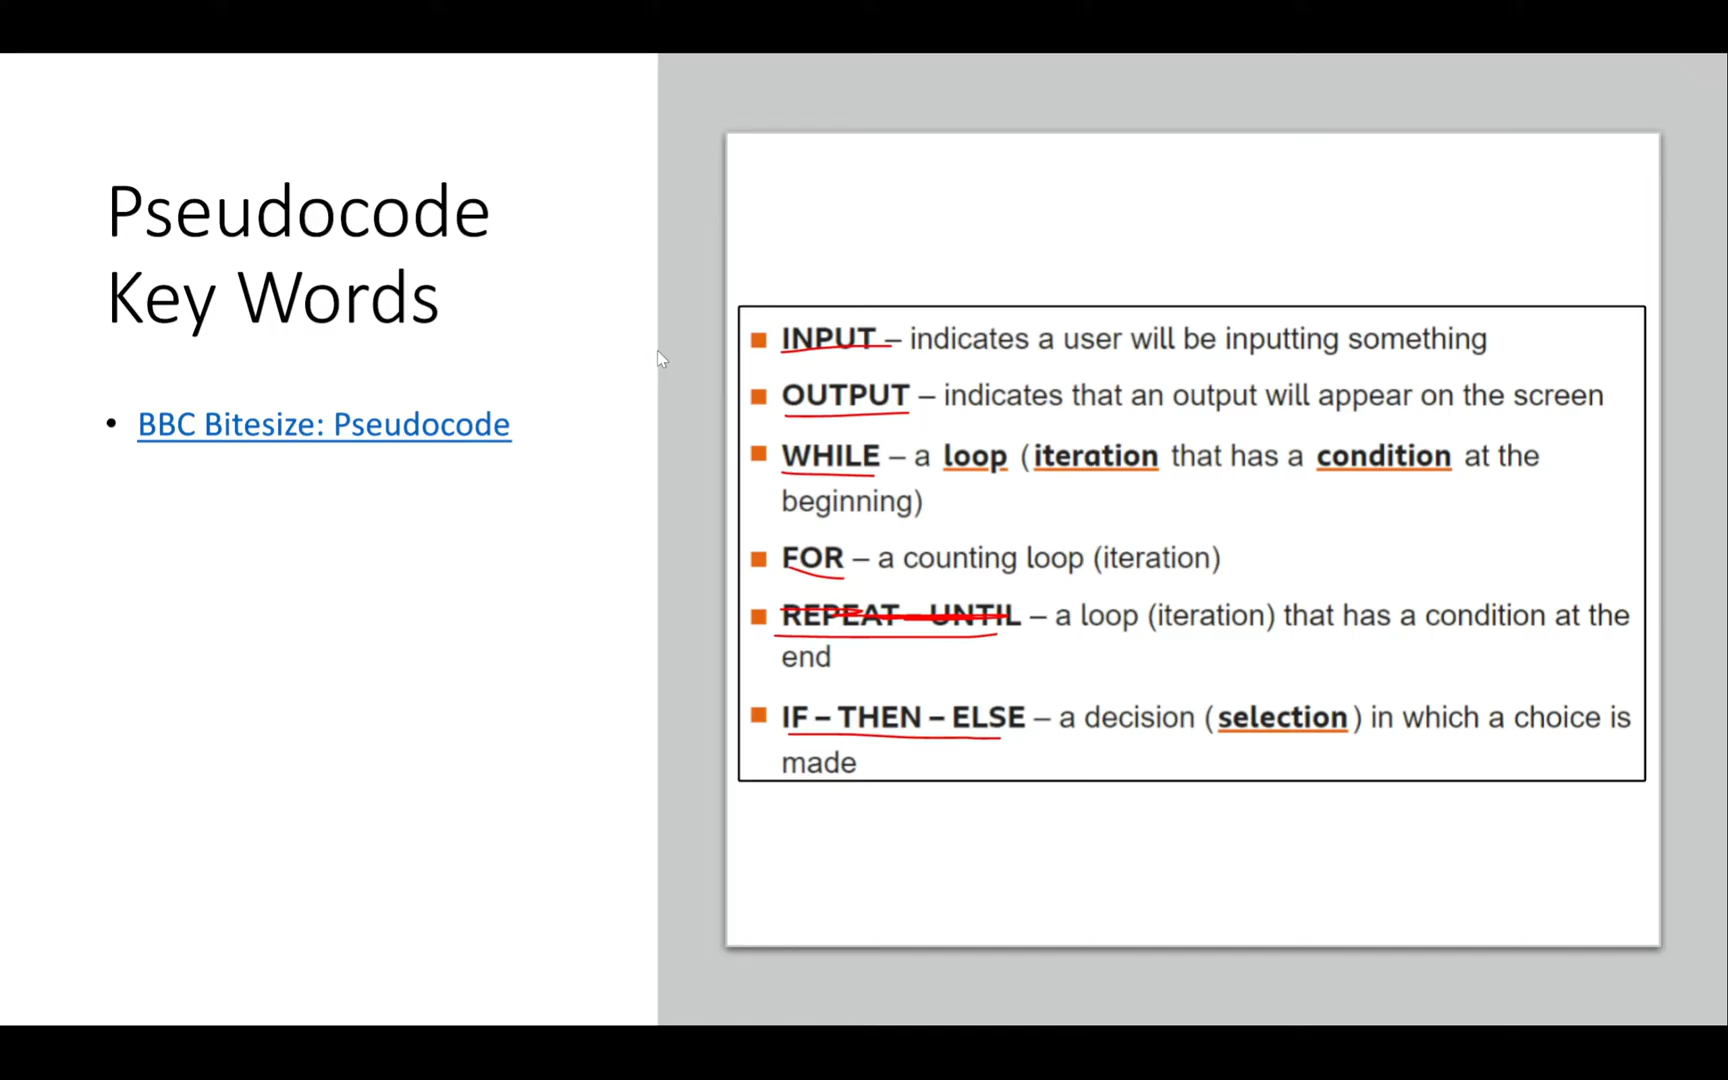 Pseudocode
Key Words
• BBC Bitesize: Pseudocode
INPUT – indicates a user will be inputting something
OUTPUT – indicates that an output will appear on the screen
WHILE – a loop (iteration that has a condition at the
beginning)
FOR – a counting loop (iteration)
REPEAT – UNTIL – a loop (iteration) that has a condition at the
end
IF – THEN – ELSE – a decision (selection) in which a choice is
made